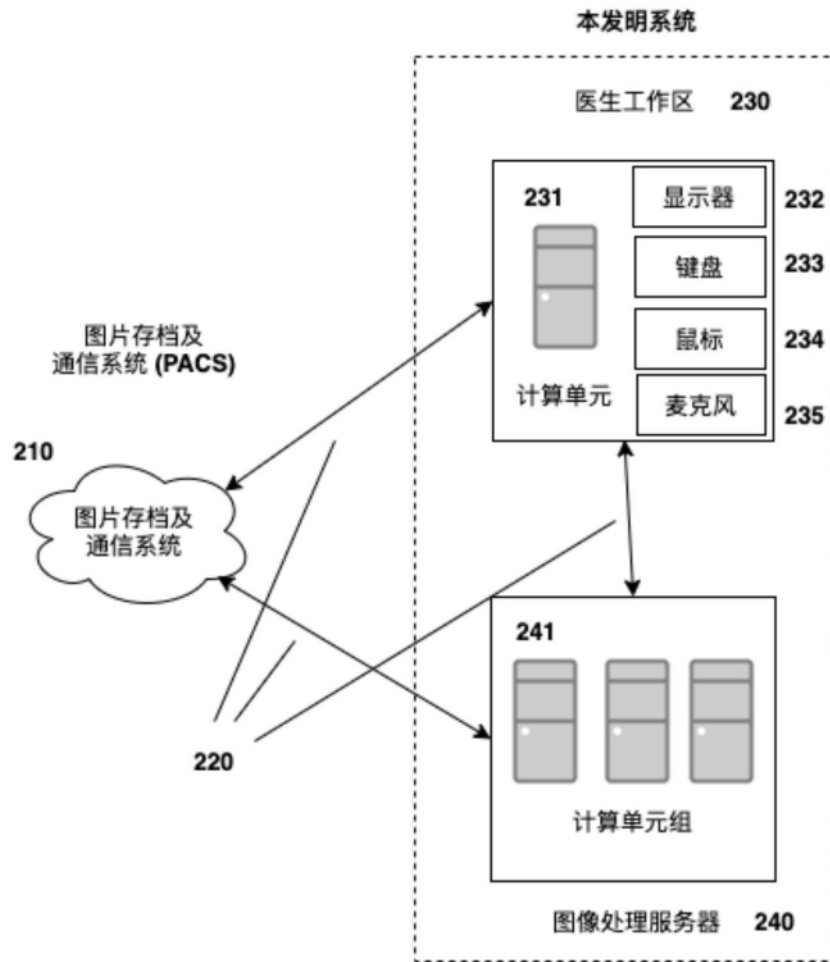 本发明系统
医生工作区 230
231
显示器 232
键盘 233
鼠标 234
麦克风 235
计算单元
图片存档及
通信系统 (PACS)
210
图片存档及
通信系统
220
241
计算单元组
图像处理服务器 240